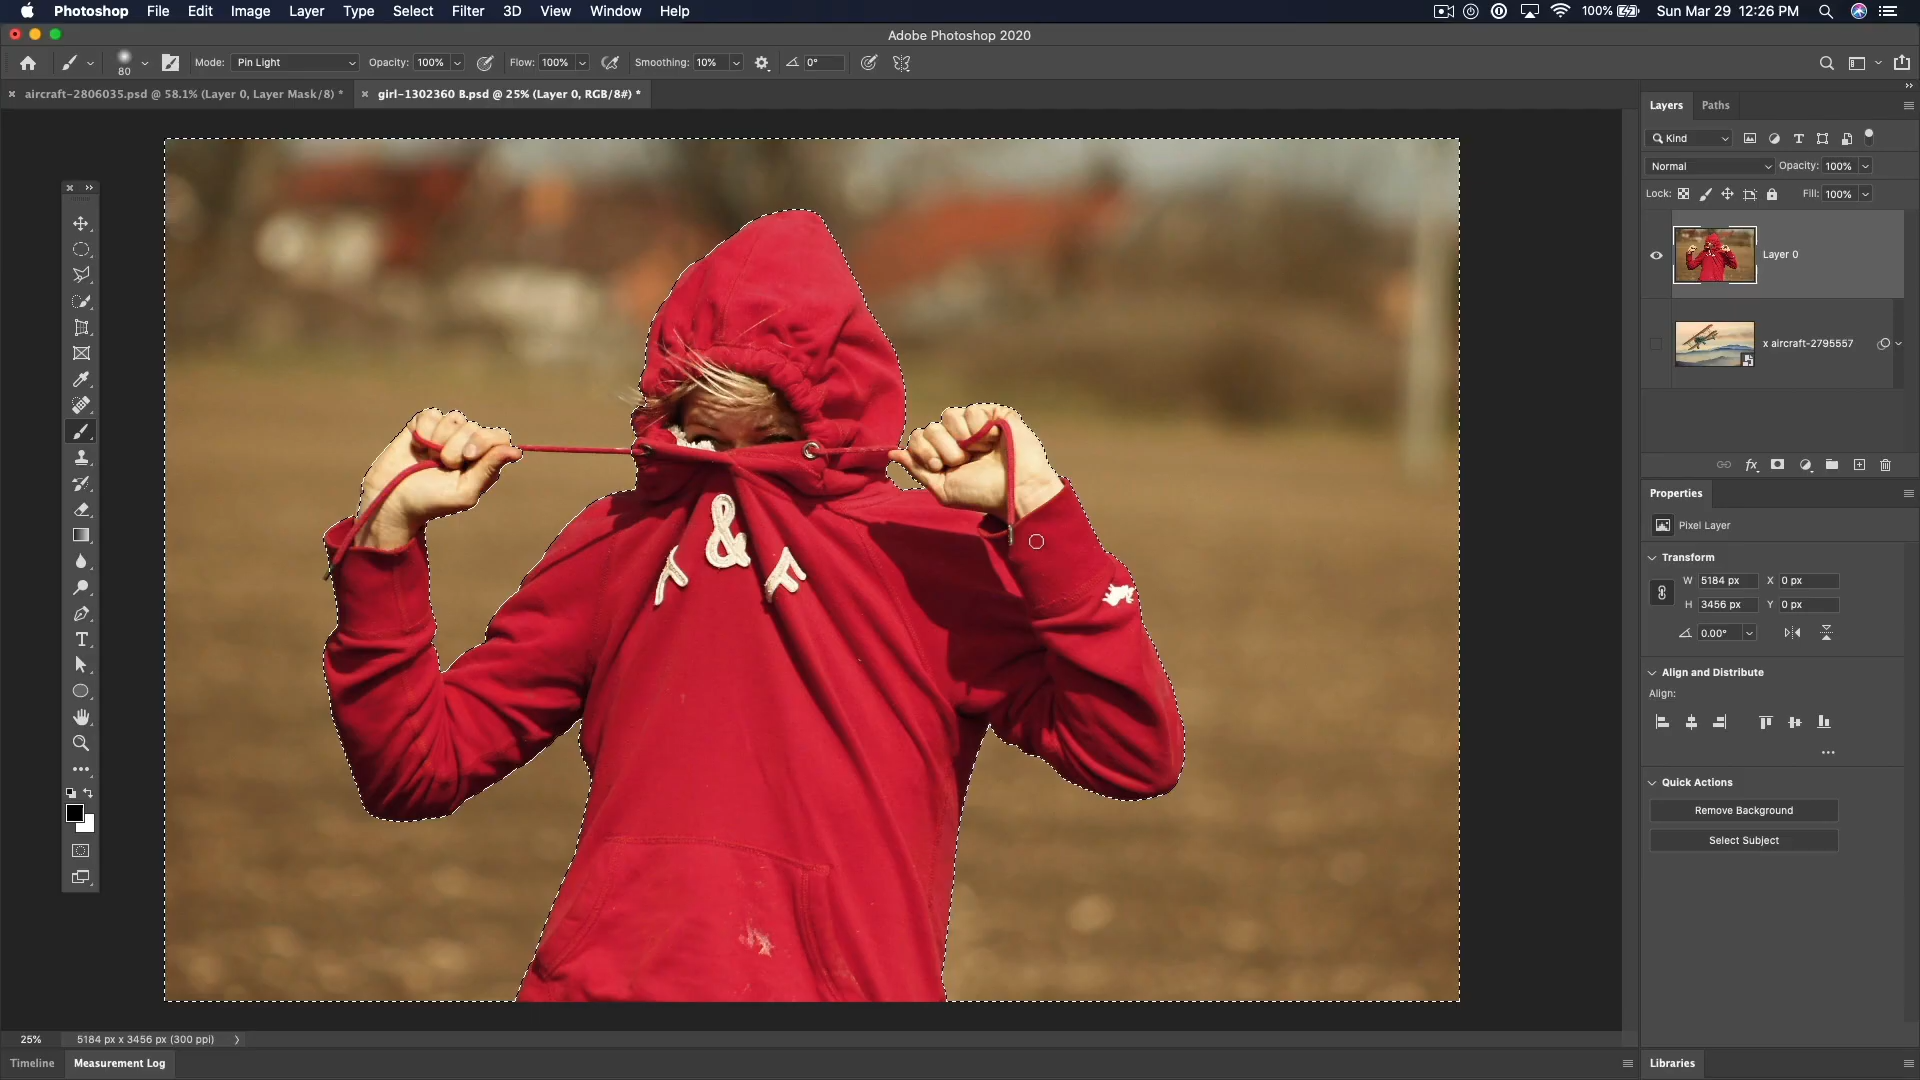 Photoshop File Edit Image Layer Type Select Filter 3D View Window Help 100% Sun Mar 29 12:26 PM
Adobe Photoshop 2020
80 Mode: Pin Light Opacity: 100% Flow: 100% Smoothing: 10% 0°
aircraft-2806035.psd @ 58.1% (Layer 0, Layer Mask/8) * girl-1302360 B.psd @ 25% (Layer 0, RGB/8#) *
Layers Paths
Kind
Normal Opacity: 100%
Lock: Fill: 100%
Layer 0
x aircraft-2795557
Properties
Pixel Layer
Transform
W 5184 px X 0 px
H 3456 px Y 0 px
0.00°
Align and Distribute
Align:
Quick Actions
Remove Background
Select Subject
&
F
25% 5184 px x 3456 px (300 ppi)
Timeline Measurement Log Libraries